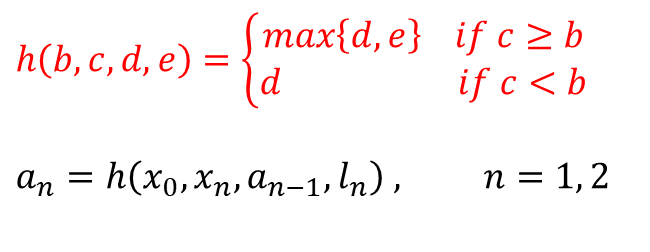 h(b, c, d, e) = { max{d, e} if c ≥ b
d if c < b
aₙ = h(x₀, xₙ, aₙ₋₁, lₙ) , n = 1, 2